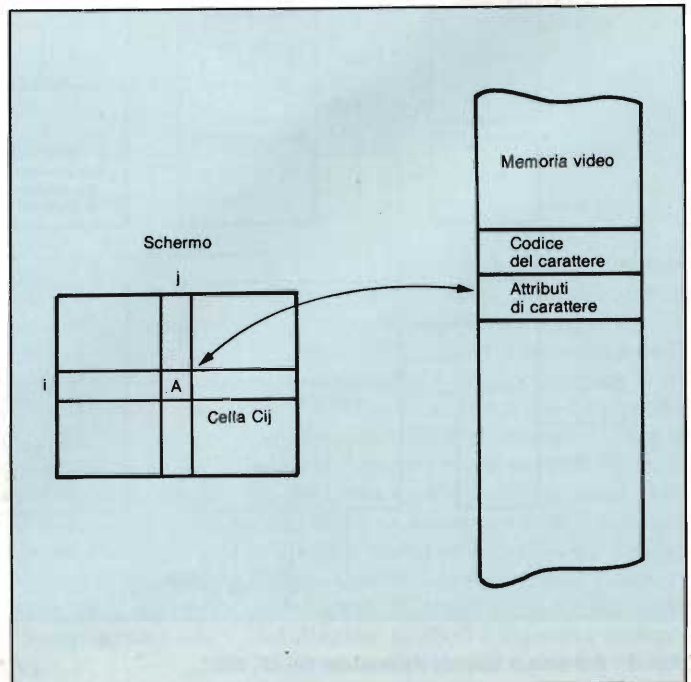 Schermo
j
i
A
Cella Cij
Memoria video
Codice
del carattere
Attributi
di carattere